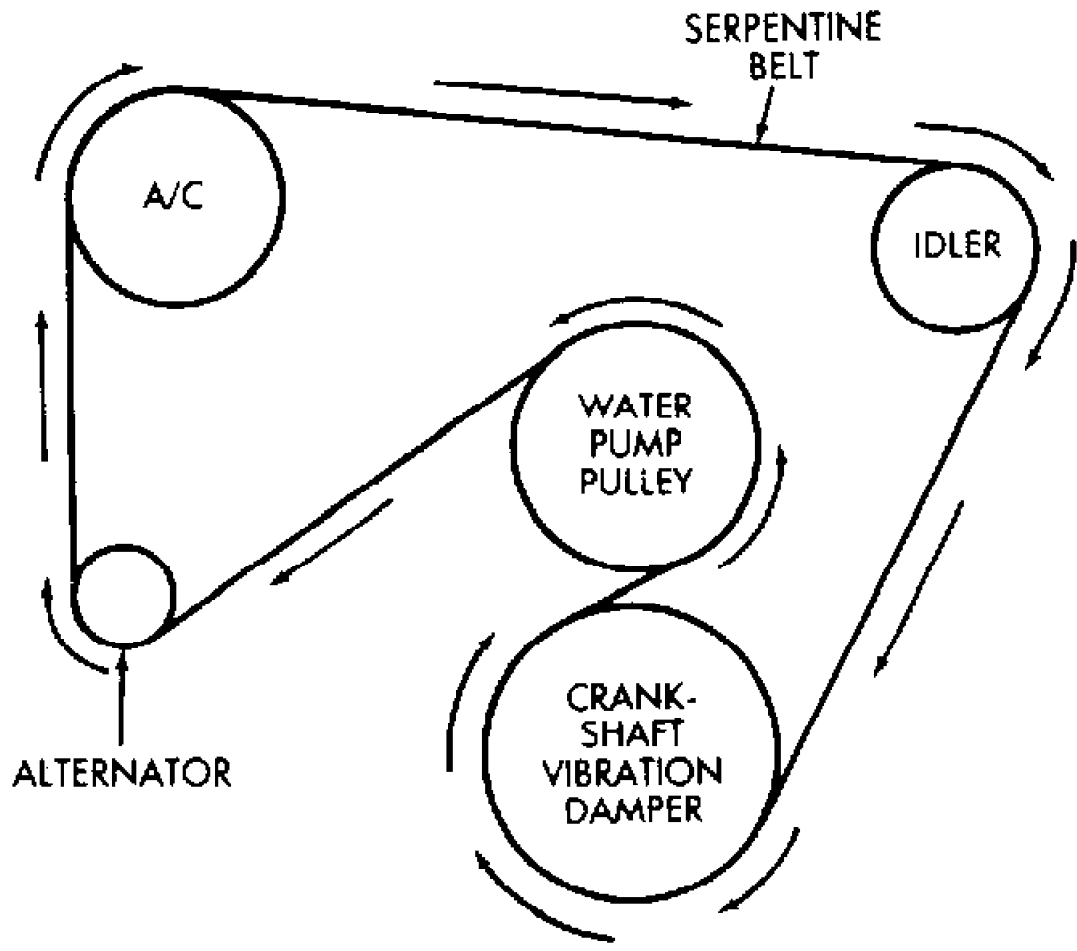 SERPENTINE
BELT
A/C
IDLER
WATER
PUMP
PULLEY
CRANK-
SHAFT
VIBRATION
DAMPER
ALTERNATOR